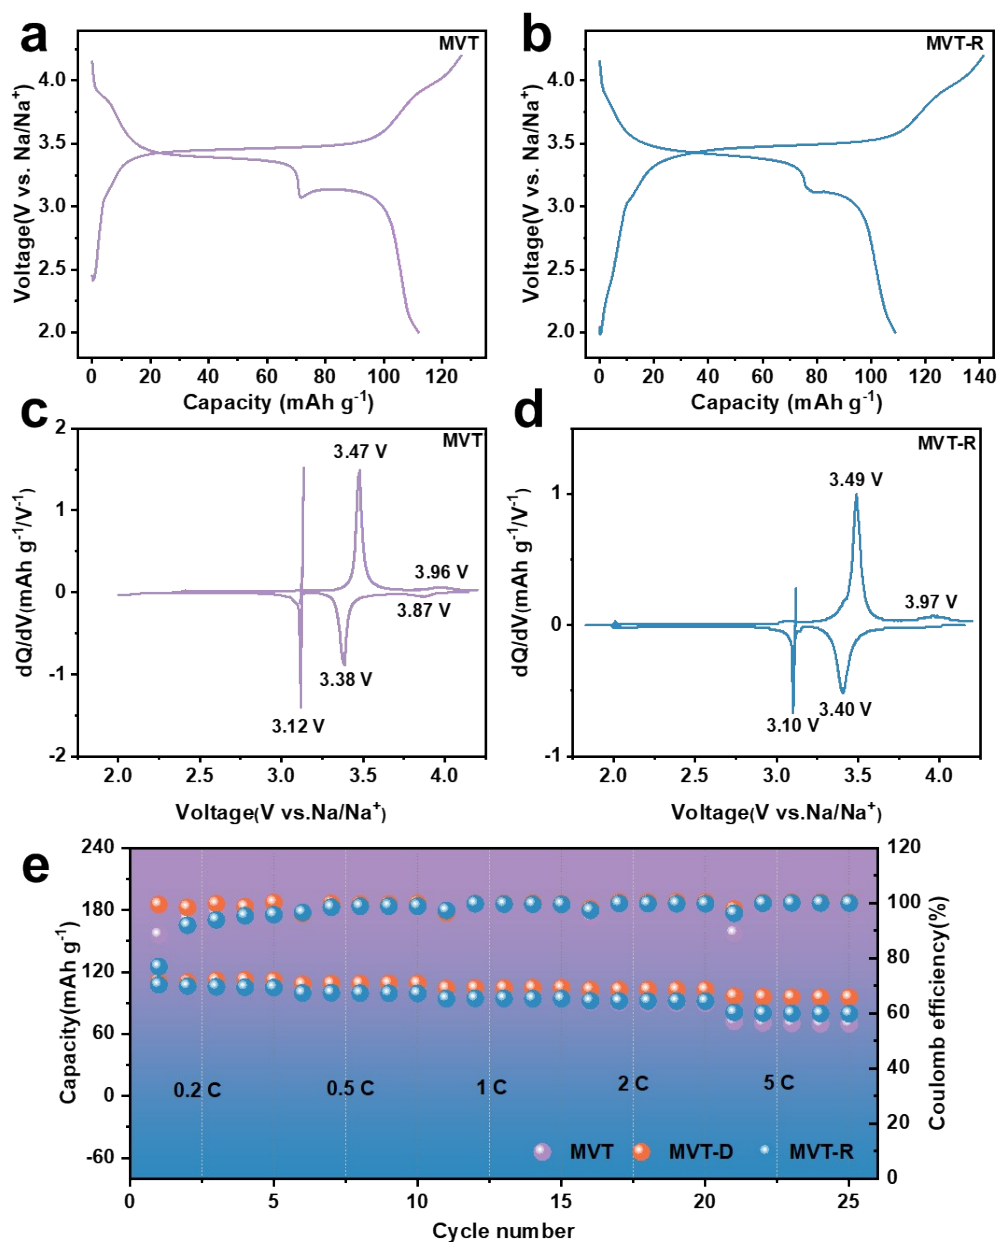 a
MVT
Voltage(V vs. Na/Na⁺)
4.0
3.5
3.0
2.5
2.0
0 20 40 60 80 100 120
Capacity (mAh g⁻¹)
b
MVT-R
Voltage(V vs. Na/Na⁺)
4.0
3.5
3.0
2.5
2.0
0 20 40 60 80 100 120 140
Capacity (mAh g⁻¹)
c
MVT
dQ/dV(mAh g⁻¹/V⁻¹)
2
1
0
-1
-2
3.47 V
3.96 V
3.87 V
3.38 V
3.12 V
2.0 2.5 3.0 3.5 4.0
Voltage(V vs.Na/Na⁺)
d
MVT-R
dQ/dV(mAh g⁻¹/V⁻¹)
1
0
-1
3.49 V
3.97 V
3.40 V
3.10 V
2.0 2.5 3.0 3.5 4.0
Voltage(V vs.Na/Na⁺)
e
Capacity(mAh g⁻¹)
240
180
120
60
0
-60
0.2 C 0.5 C 1 C 2 C 5 C
MVT MVT-D MVT-R
120
100
80
60
40
20
0
Coulomb efficiency(%)
0 5 10 15 20 25
Cycle number